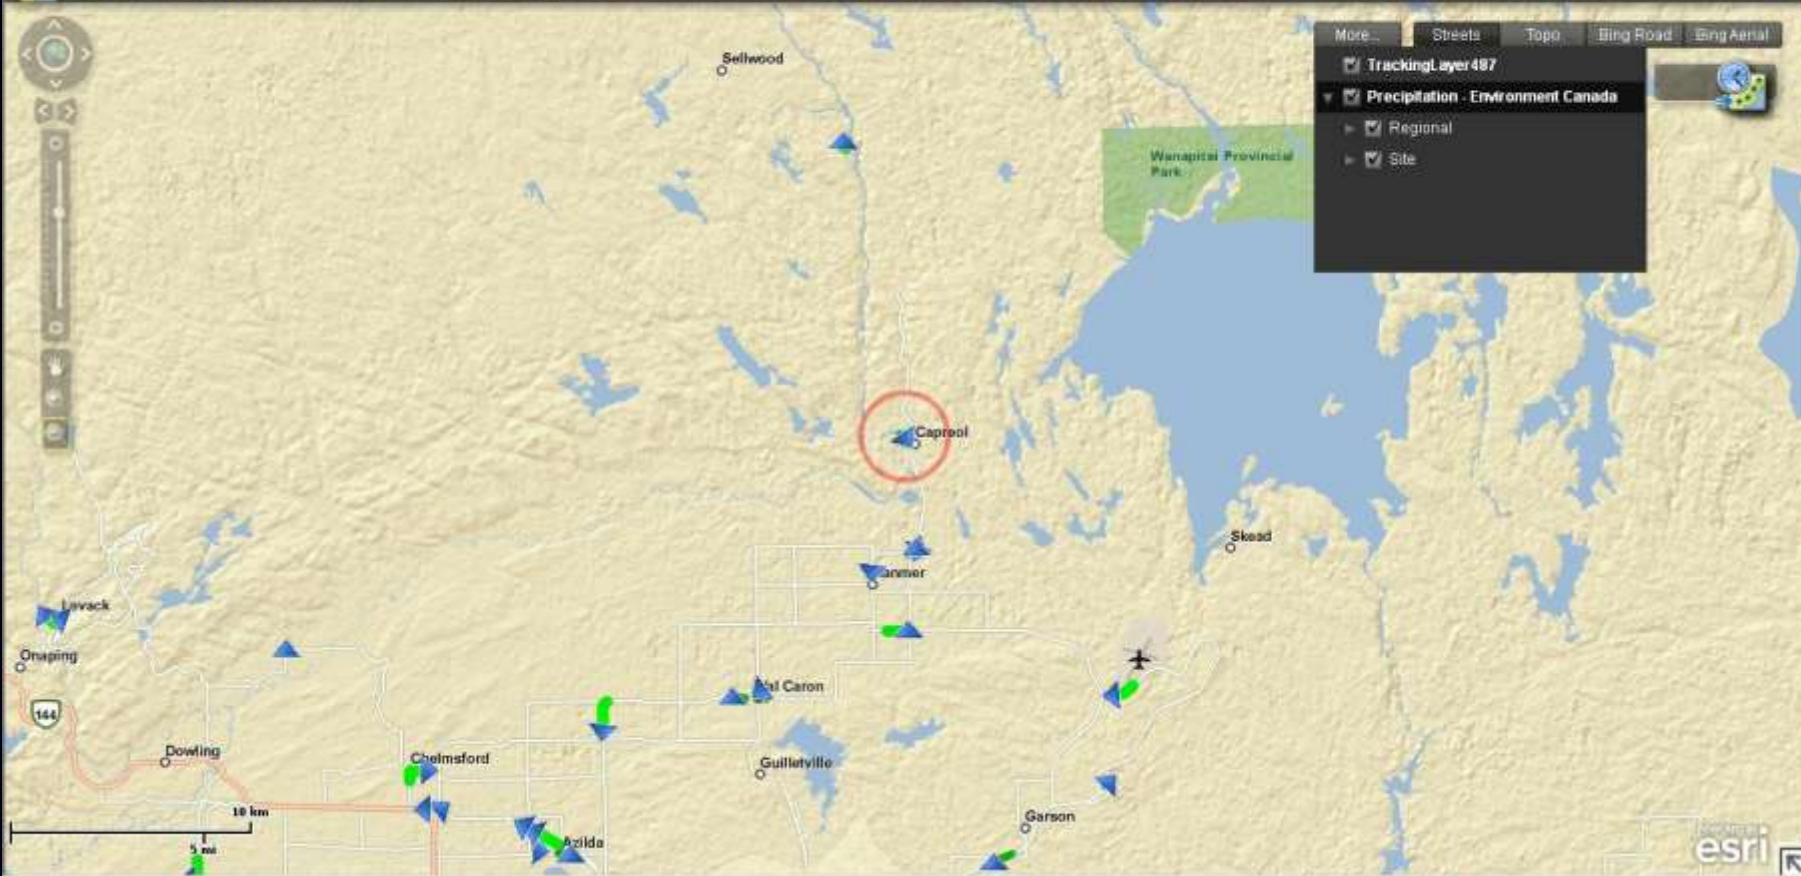 Sellwood
More... Streets Topo Bing Road Bing Aerial
TrackingLayer487
Precipitation - Environment Canada
Regional
Site
Wanapitei Provincial
Park
Capreol
Skead
anmer
Levack
Onaping
Val Caron
144
Dowling
Chelmsford
Guilletville
10 km
5 mi
Azilda
Garson
esri